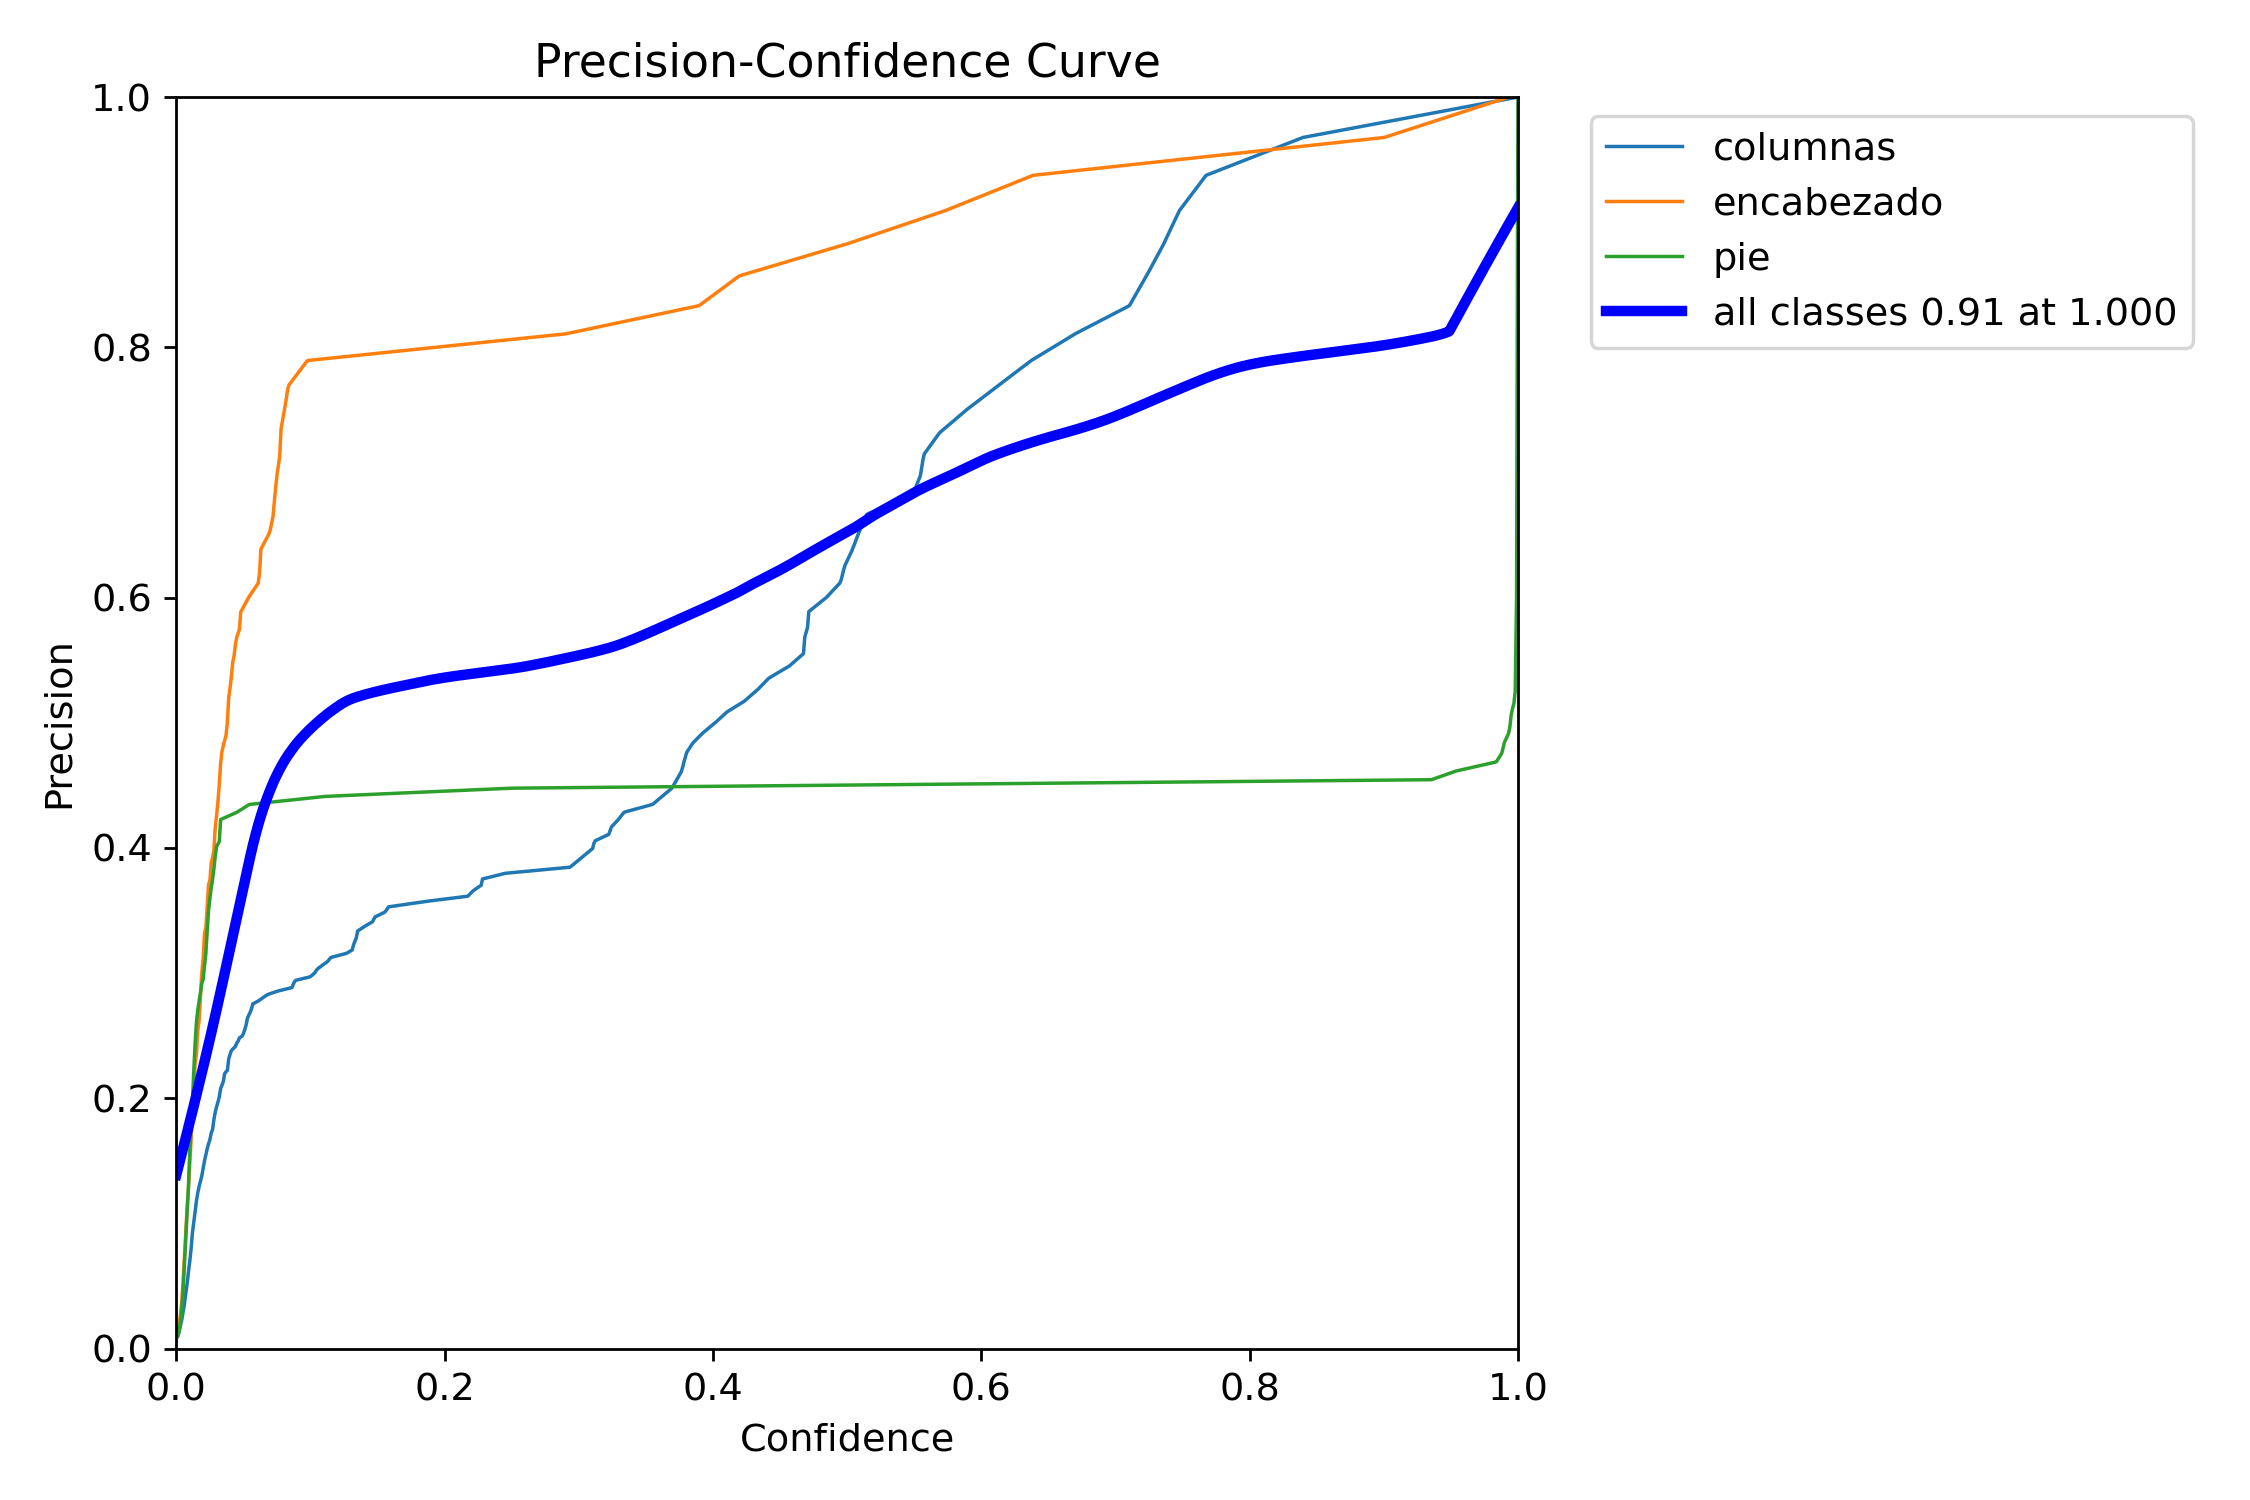 Precision-Confidence Curve
1.0
0.8
0.6
0.4
0.2
0.0
Precision
0.0 0.2 0.4 0.6 0.8 1.0
Confidence
columnas
encabezado
pie
all classes 0.91 at 1.000